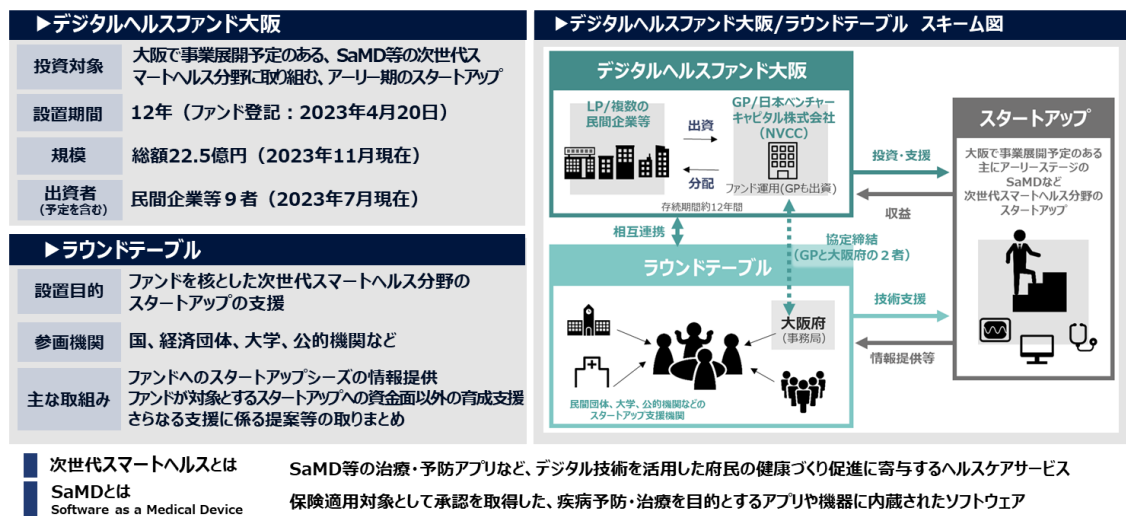 ▶デジタルヘルスファンド大阪
投資対象
大阪で事業展開予定のある、SaMD等の次世代ス
マートヘルス分野に取り組む、アーリー期のスタートアップ
設置期間
12年（ファンド登記：2023年4月20日）
規模
総額22.5億円（2023年11月現在）
出資者
(予定を含む)
民間企業等９者（2023年7月現在）
▶ラウンドテーブル
設置目的
ファンドを核とした次世代スマートヘルス分野の
スタートアップの支援
参画機関
国、経済団体、大学、公的機関など
主な取組み
ファンドへのスタートアップシーズの情報提供
ファンドが対象とするスタートアップへの資金面以外の育成支援
さらなる支援に係る提案等の取りまとめ
▶デジタルヘルスファンド大阪/ラウンドテーブル スキーム図
デジタルヘルスファンド大阪
LP/複数の
民間企業等
出資
分配
GP/日本ベンチャー
キャピタル株式会社
（NVCC）
ファンド運用(GPも出資)
存続期間約12年間
投資・支援
収益
相互連携
協定締結
（GPと大阪府の２者）
ラウンドテーブル
大阪府
(事務局)
民間団体、大学、公的機関などの
スタートアップ支援機関
技術支援
情報提供等
スタートアップ
大阪で事業展開予定のある
主にアーリーステージの
SaMDなど
次世代スマートヘルス分野の
スタートアップ
次世代スマートヘルスとは
SaMD等の治療・予防アプリなど、デジタル技術を活用した府民の健康づくり促進に寄与するヘルスケアサービス
SaMDとは
Software as a Medical Device
保険適用対象として承認を取得した、疾病予防・治療を目的とするアプリや機器に内蔵されたソフトウェア